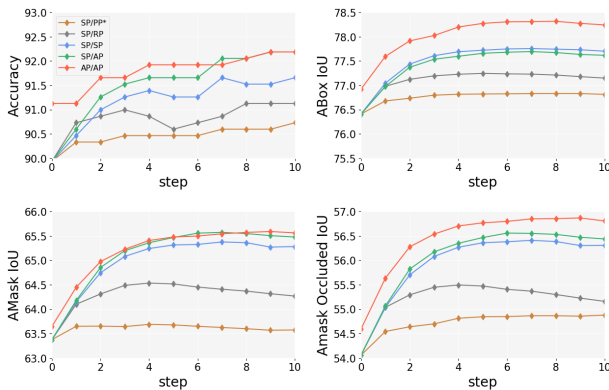 93.0
92.5
92.0
91.5
91.0
90.5
90.0
Accuracy
SP/PP*
SP/RP
SP/SP
SP/AP
AP/AP
0 2 4 6 8 10
step
78.5
78.0
77.5
77.0
76.5
76.0
75.5
ABox IoU
0 2 4 6 8 10
step
66.0
65.5
65.0
64.5
64.0
63.5
63.0
AMask IoU
0 2 4 6 8 10
step
57.0
56.5
56.0
55.5
55.0
54.5
54.0
Amask Occluded IoU
0 2 4 6 8 10
step